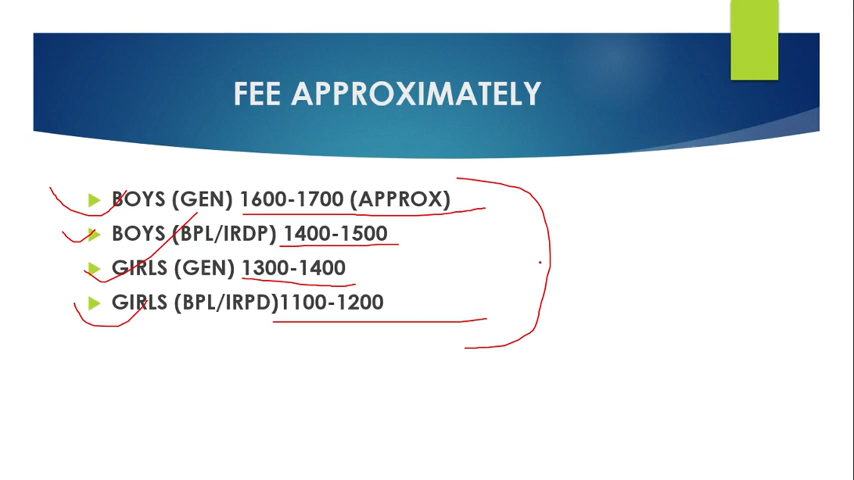 FEE APPROXIMATELY
BOYS (GEN) 1600-1700 (APPROX)
BOYS (BPL/IRDP) 1400-1500
GIRLS (GEN) 1300-1400
GIRLS (BPL/IRPD)1100-1200